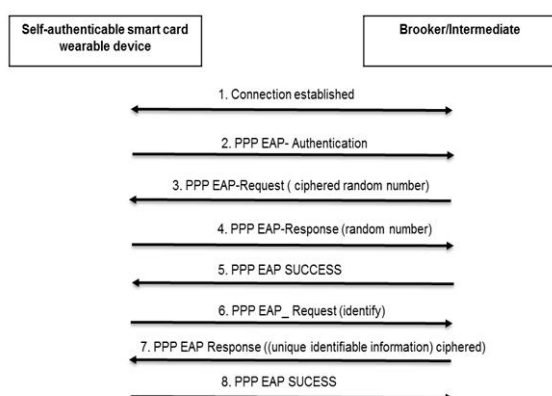 Self-authenticable smart card
wearable device
Brooker/Intermediate
1. Connection established
2. PPP EAP- Authentication
3. PPP EAP-Request ( ciphered random number)
4. PPP EAP-Response (random number)
5. PPP EAP SUCCESS
6. PPP EAP_ Request (identify)
7. PPP EAP Response ((unique identifiable information) ciphered)
8. PPP EAP SUCESS